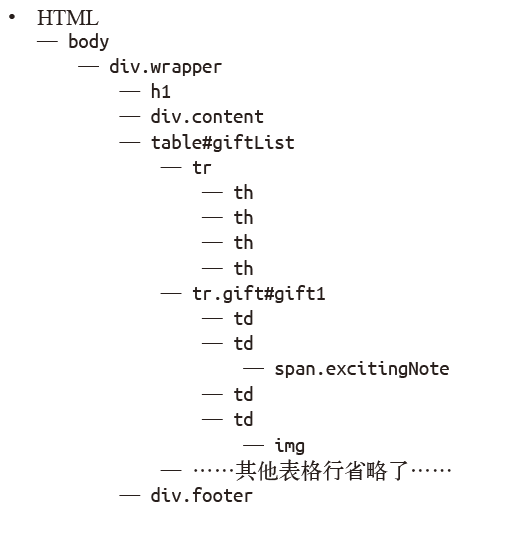 • HTML
— body
— div.wrapper
— h1
— div.content
— table#giftList
— tr
— th
— th
— th
— th
— tr.gift#gift1
— td
— td
— span.excitingNote
— td
— td
— img
— ……其他表格行省略了……
— div.footer